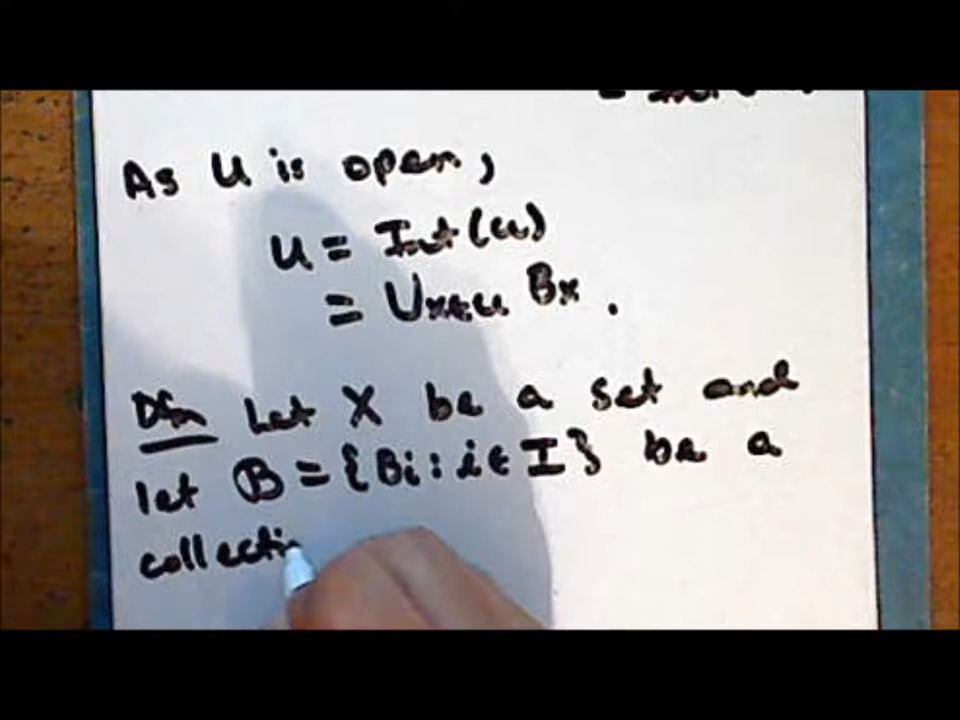 As U is open,
U = Int(U)
= ∪x∈U Bx .
Dfn Let X be a set and
let B = {Bi : i ∈ I} be a
collecti